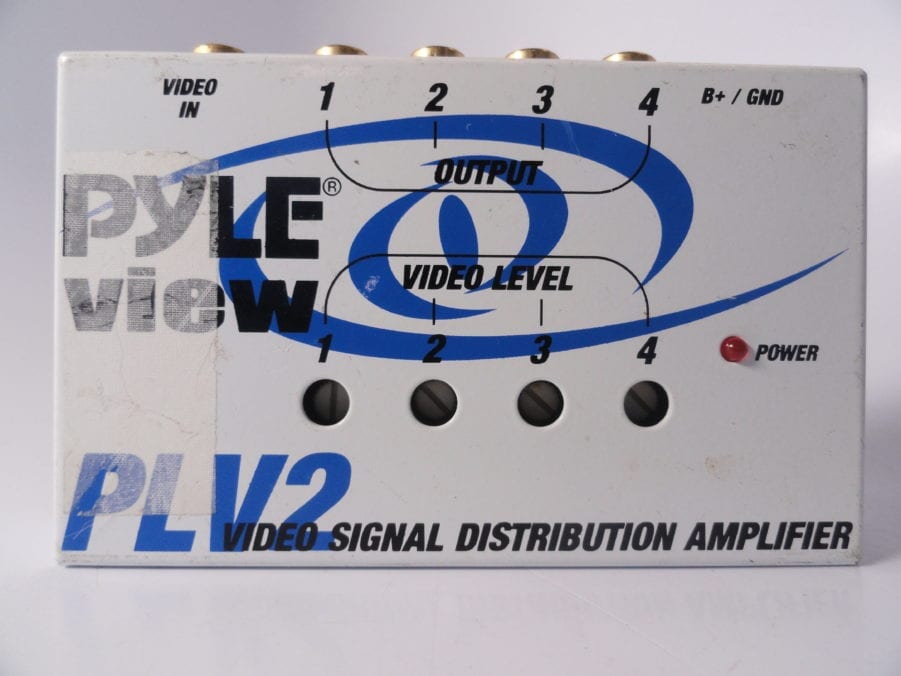 VIDEO IN
1 2 3 4
B+ / GND
OUTPUT
PYLE®
view
VIDEO LEVEL
1 2 3 4
POWER
PLV2
VIDEO SIGNAL DISTRIBUTION AMPLIFIER